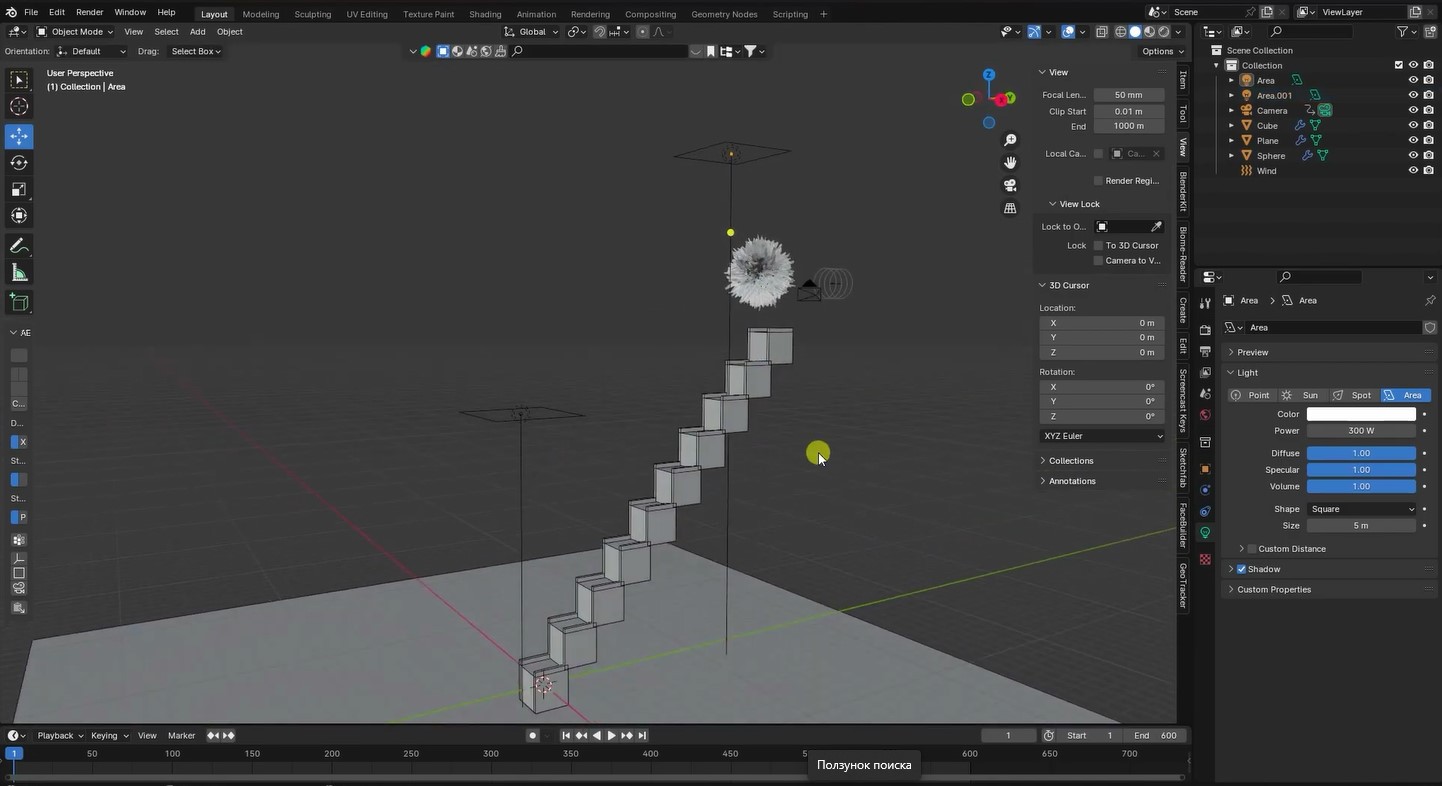 File Edit Render Window Help Layout Modeling Sculpting UV Editing Texture Paint Shading Animation Rendering Compositing Geometry Nodes Scripting + Scene ViewLayer
Object Mode View Select Add Object Global
Orientation: Default Drag: Select Box Options
User Perspective
(1) Collection | Area
Z
Y
X
AE
C...
D...
X
St...
St...
P
View
Focal Len... 50 mm
Clip Start 0.01 m
End 1000 m
Local Ca... Ca...
Render Regi...
View Lock
Lock to O...
Lock To 3D Cursor
Camera to V...
3D Cursor
Location:
X 0 m
Y 0 m
Z 0 m
Rotation:
X 0°
Y 0°
Z 0°
XYZ Euler
Collections
Annotations
Item
Tool
View
BlenderKit
Biome-Reader
Create
Edit
Screencast Keys
Sketchfab
FaceBuilder
GeoTracker
Scene Collection
Collection
Area
Area.001
Camera
Cube
Plane
Sphere
Wind
Area Area
Area
Preview
Light
Point Sun Spot Area
Color
Power 300 W
Diffuse 1.00
Specular 1.00
Volume 1.00
Shape Square
Size 5 m
Custom Distance
Shadow
Custom Properties
Playback Keying View Marker 1 Start 1 End 600
1 50 100 150 200 250 300 350 400 450 600 650 700
Ползунок поиска